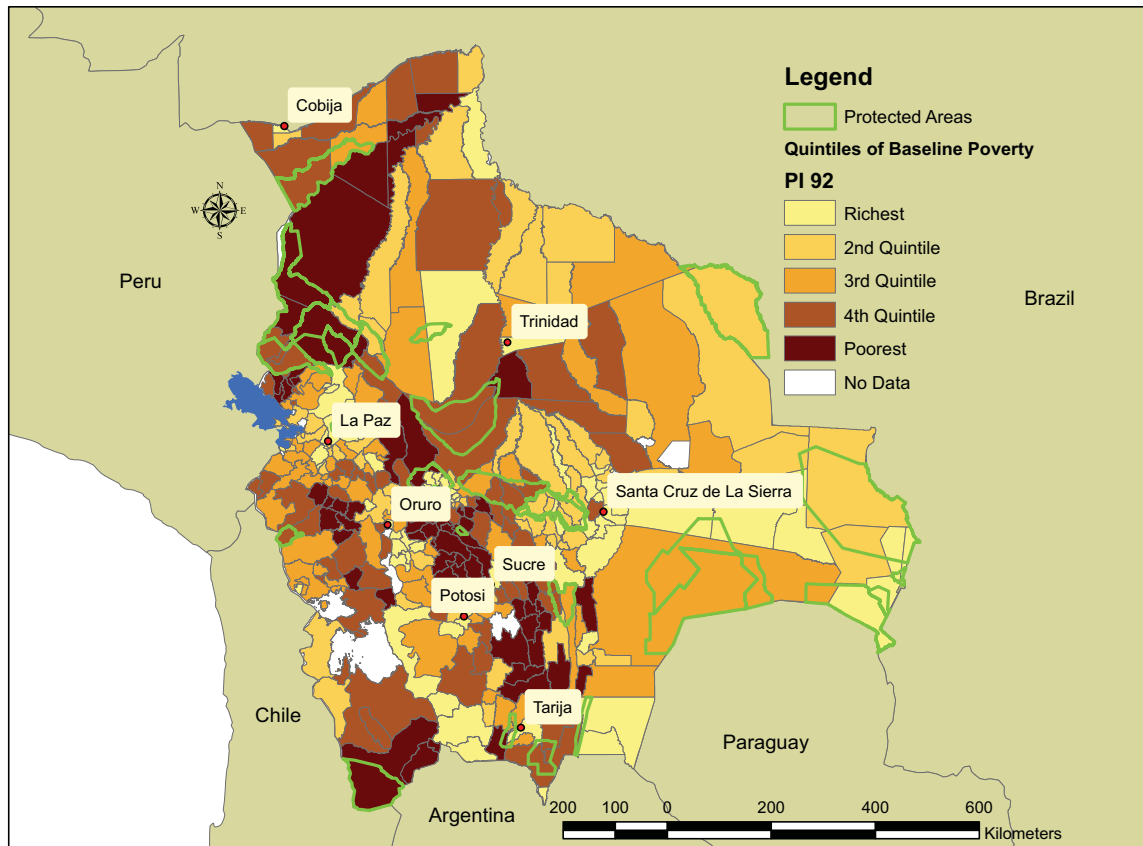 Legend
Protected Areas
Quintiles of Baseline Poverty
PI 92
Richest
2nd Quintile
3rd Quintile
4th Quintile
Poorest
No Data
N
W E
S
Cobija
Peru
Brazil
Trinidad
La Paz
Santa Cruz de La Sierra
Oruro
Sucre
Potosi
Tarija
Chile
Paraguay
Argentina
200 100 0 200 400 600
Kilometers